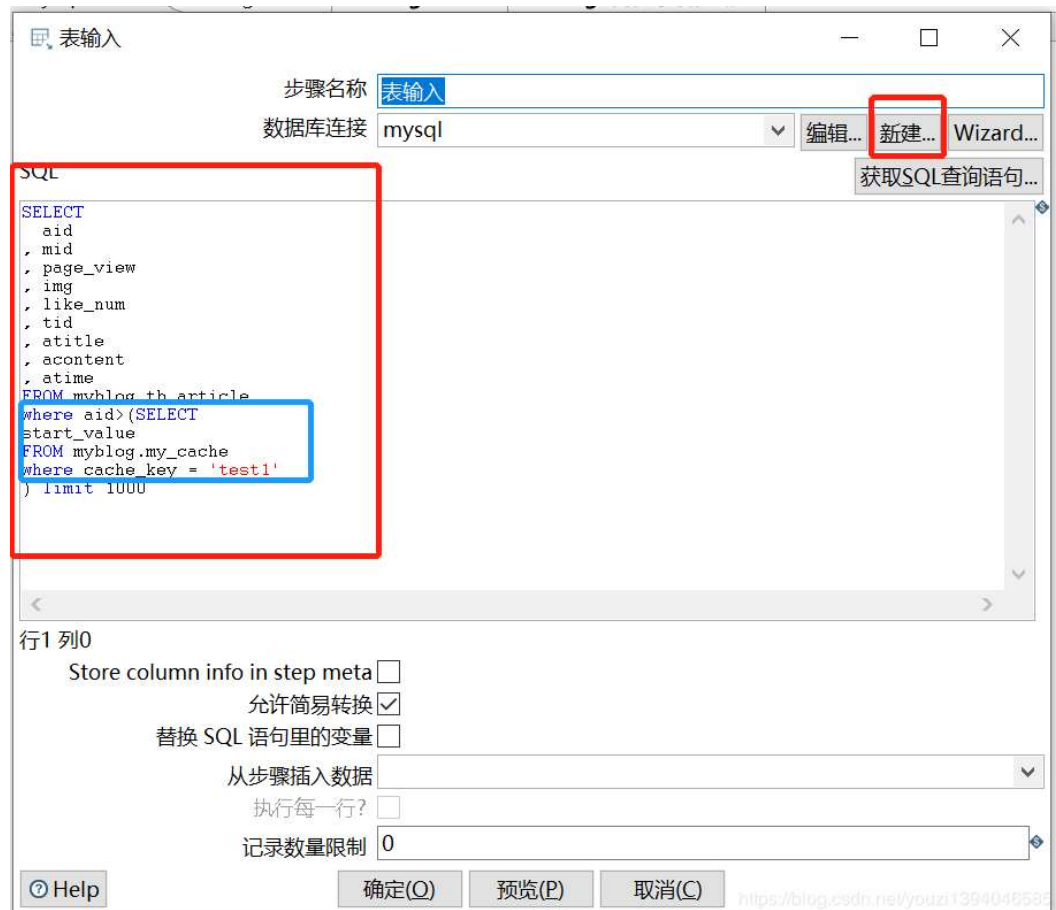 表输入
步骤名称 表输入
数据库连接 mysql 编辑... 新建... Wizard...
SQL 获取SQL查询语句...
SELECT
aid
, mid
, page_view
, img
, like_num
, tid
, atitle
, acontent
, atime
FROM myblog.tb_article
where aid>(SELECT
start_value
FROM myblog.my_cache
where cache_key = 'test1'
) limit 1000
行1 列0
Store column info in step meta
允许简易转换
替换 SQL 语句里的变量
从步骤插入数据
执行每一行?
记录数量限制 0
Help 确定(O) 预览(P) 取消(C)
https://blog.csdn.net/youzi1394046585